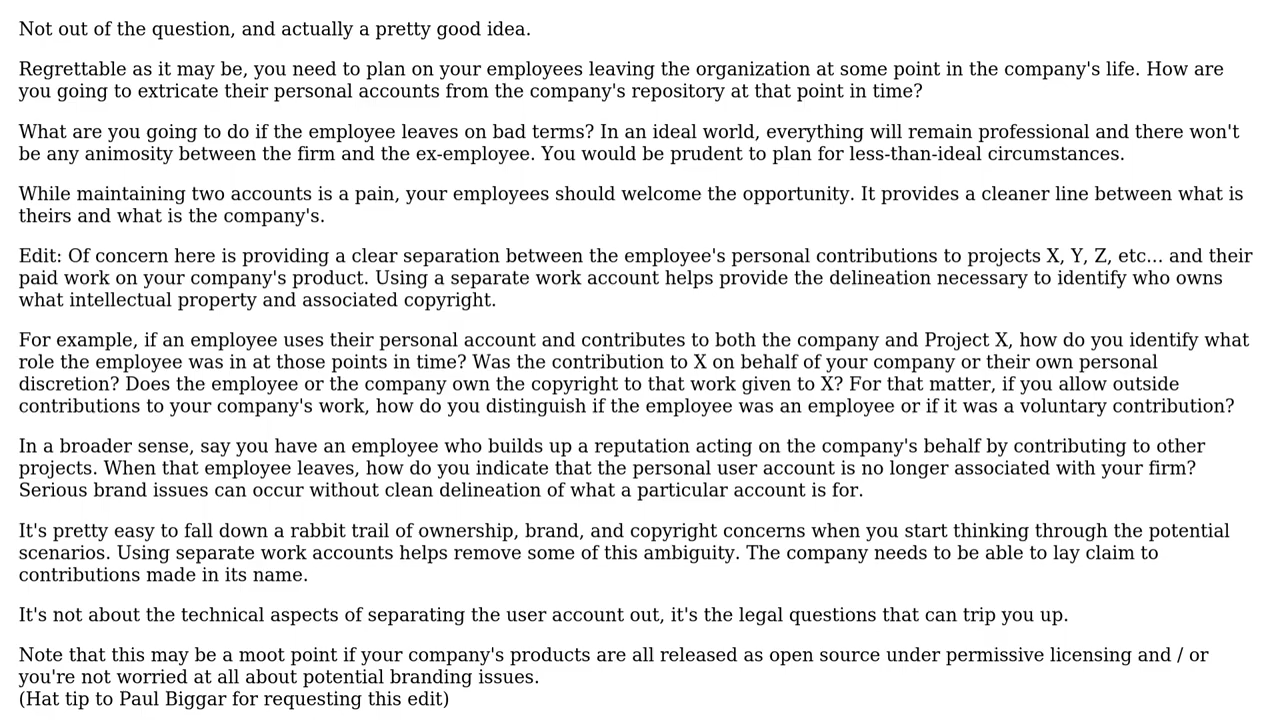 Not out of the question, and actually a pretty good idea.
Regrettable as it may be, you need to plan on your employees leaving the organization at some point in the company's life. How are
you going to extricate their personal accounts from the company's repository at that point in time?
What are you going to do if the employee leaves on bad terms? In an ideal world, everything will remain professional and there won't
be any animosity between the firm and the ex-employee. You would be prudent to plan for less-than-ideal circumstances.
While maintaining two accounts is a pain, your employees should welcome the opportunity. It provides a cleaner line between what is
theirs and what is the company's.
Edit: Of concern here is providing a clear separation between the employee's personal contributions to projects X, Y, Z, etc... and their
paid work on your company's product. Using a separate work account helps provide the delineation necessary to identify who owns
what intellectual property and associated copyright.
For example, if an employee uses their personal account and contributes to both the company and Project X, how do you identify what
role the employee was in at those points in time? Was the contribution to X on behalf of your company or their own personal
discretion? Does the employee or the company own the copyright to that work given to X? For that matter, if you allow outside
contributions to your company's work, how do you distinguish if the employee was an employee or if it was a voluntary contribution?
In a broader sense, say you have an employee who builds up a reputation acting on the company's behalf by contributing to other
projects. When that employee leaves, how do you indicate that the personal user account is no longer associated with your firm?
Serious brand issues can occur without clean delineation of what a particular account is for.
It's pretty easy to fall down a rabbit trail of ownership, brand, and copyright concerns when you start thinking through the potential
scenarios. Using separate work accounts helps remove some of this ambiguity. The company needs to be able to lay claim to
contributions made in its name.
It's not about the technical aspects of separating the user account out, it's the legal questions that can trip you up.
Note that this may be a moot point if your company's products are all released as open source under permissive licensing and / or
you're not worried at all about potential branding issues.
(Hat tip to Paul Biggar for requesting this edit)